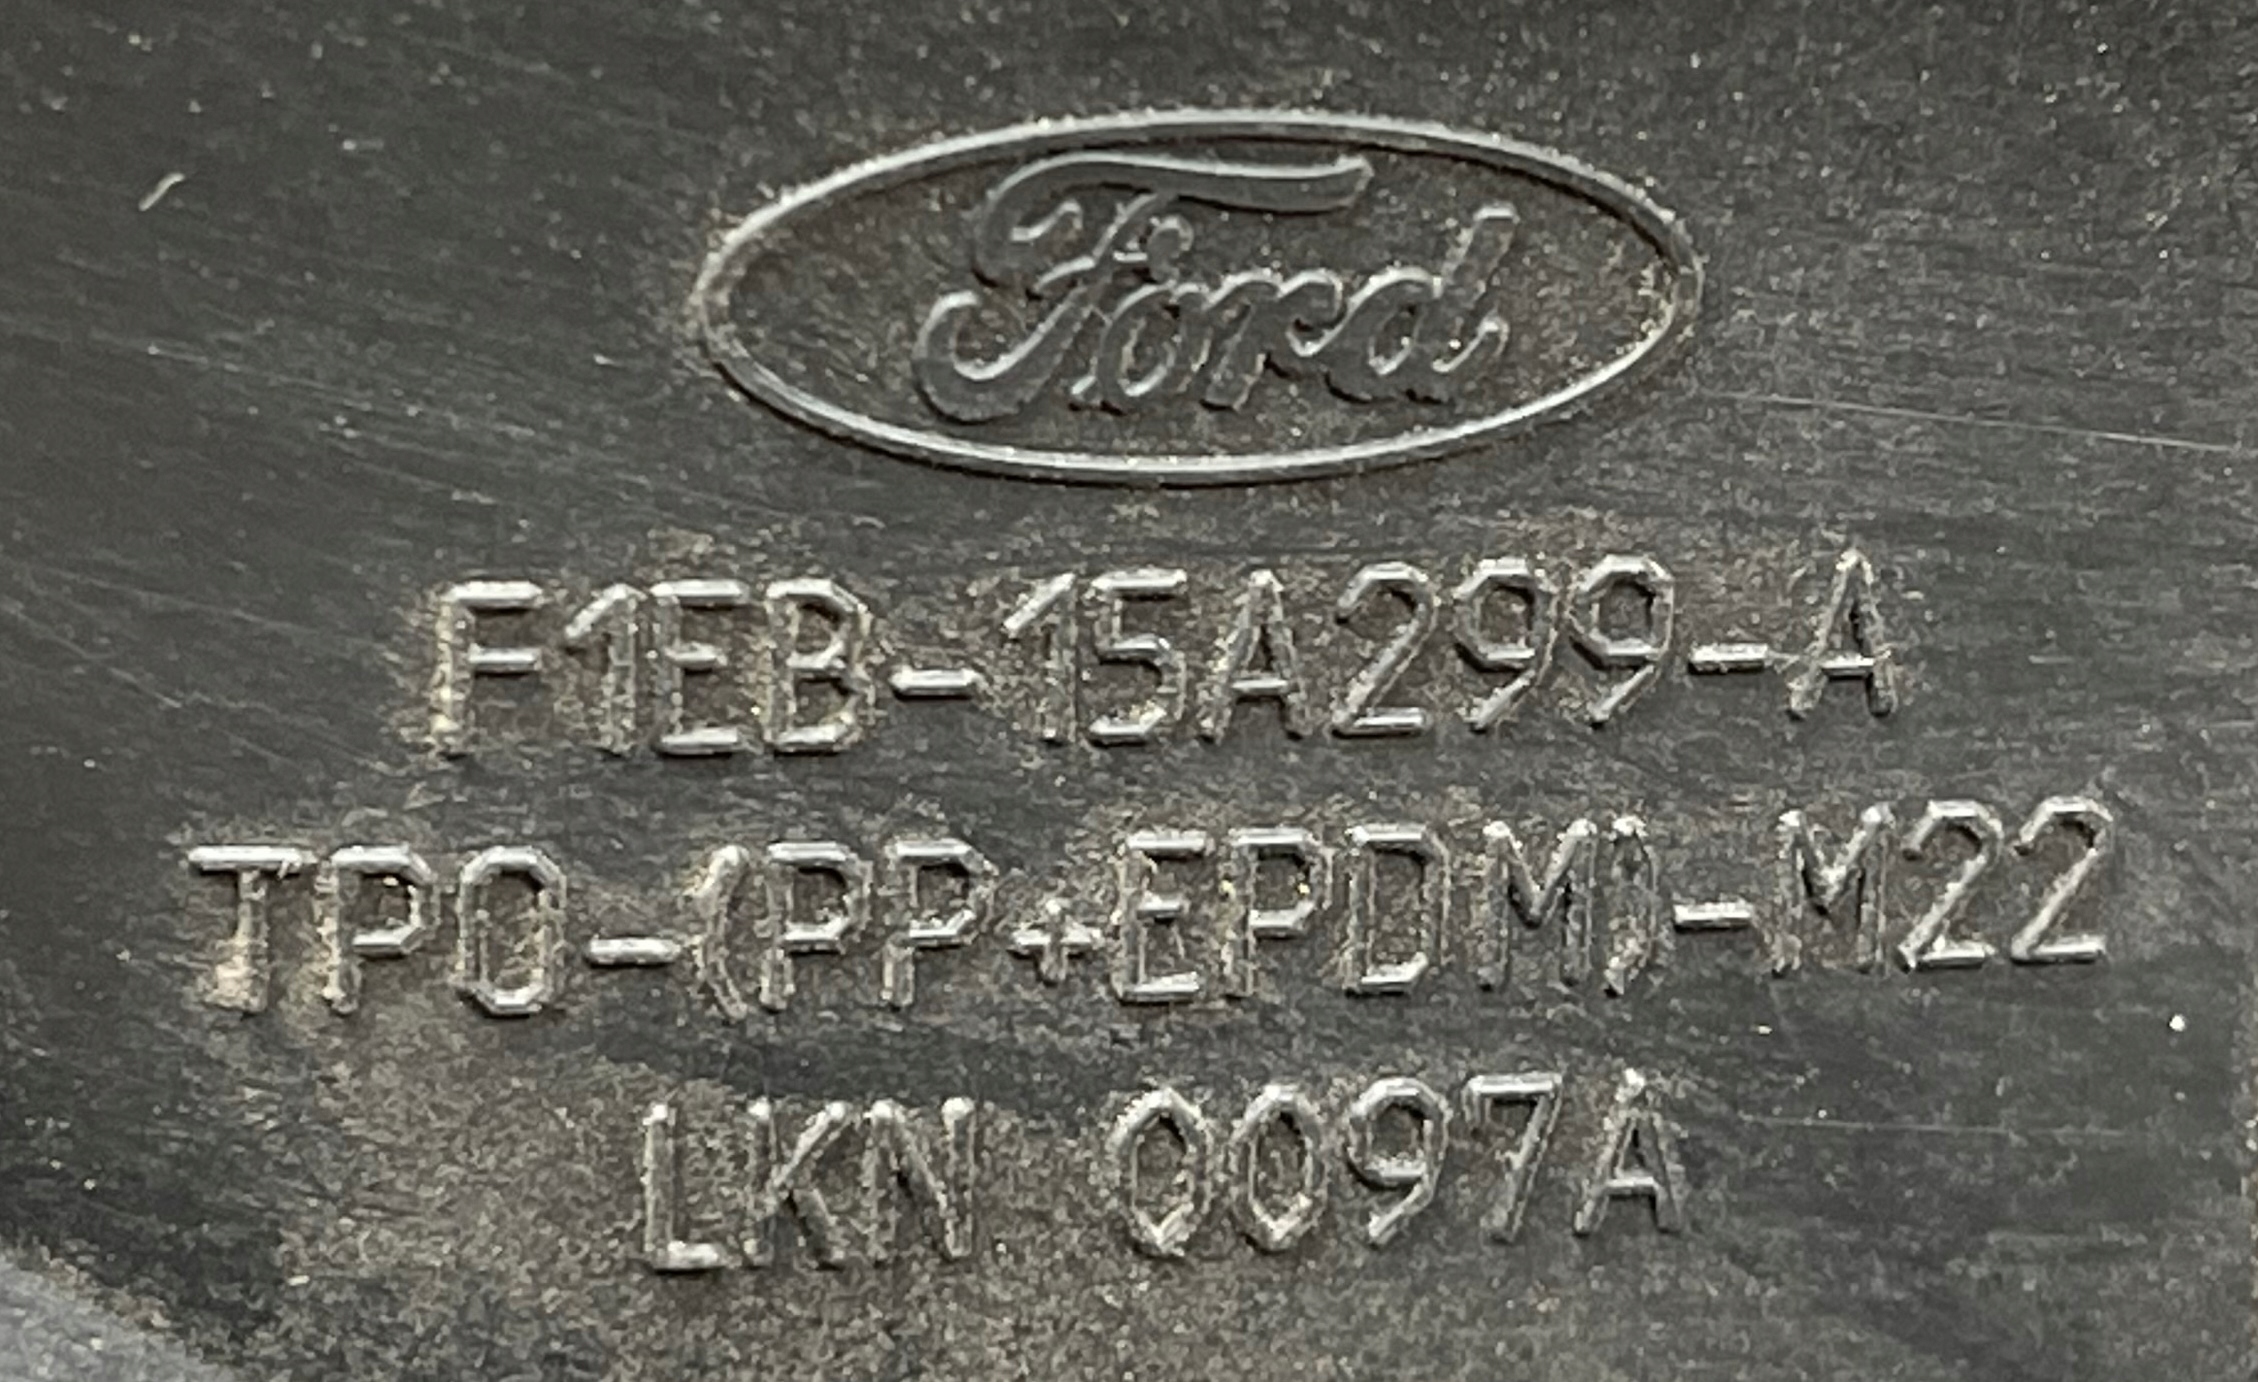 Ford
F1EB-15A299-A
TPO-(PP+EPDM)-M22
LKN 0097A